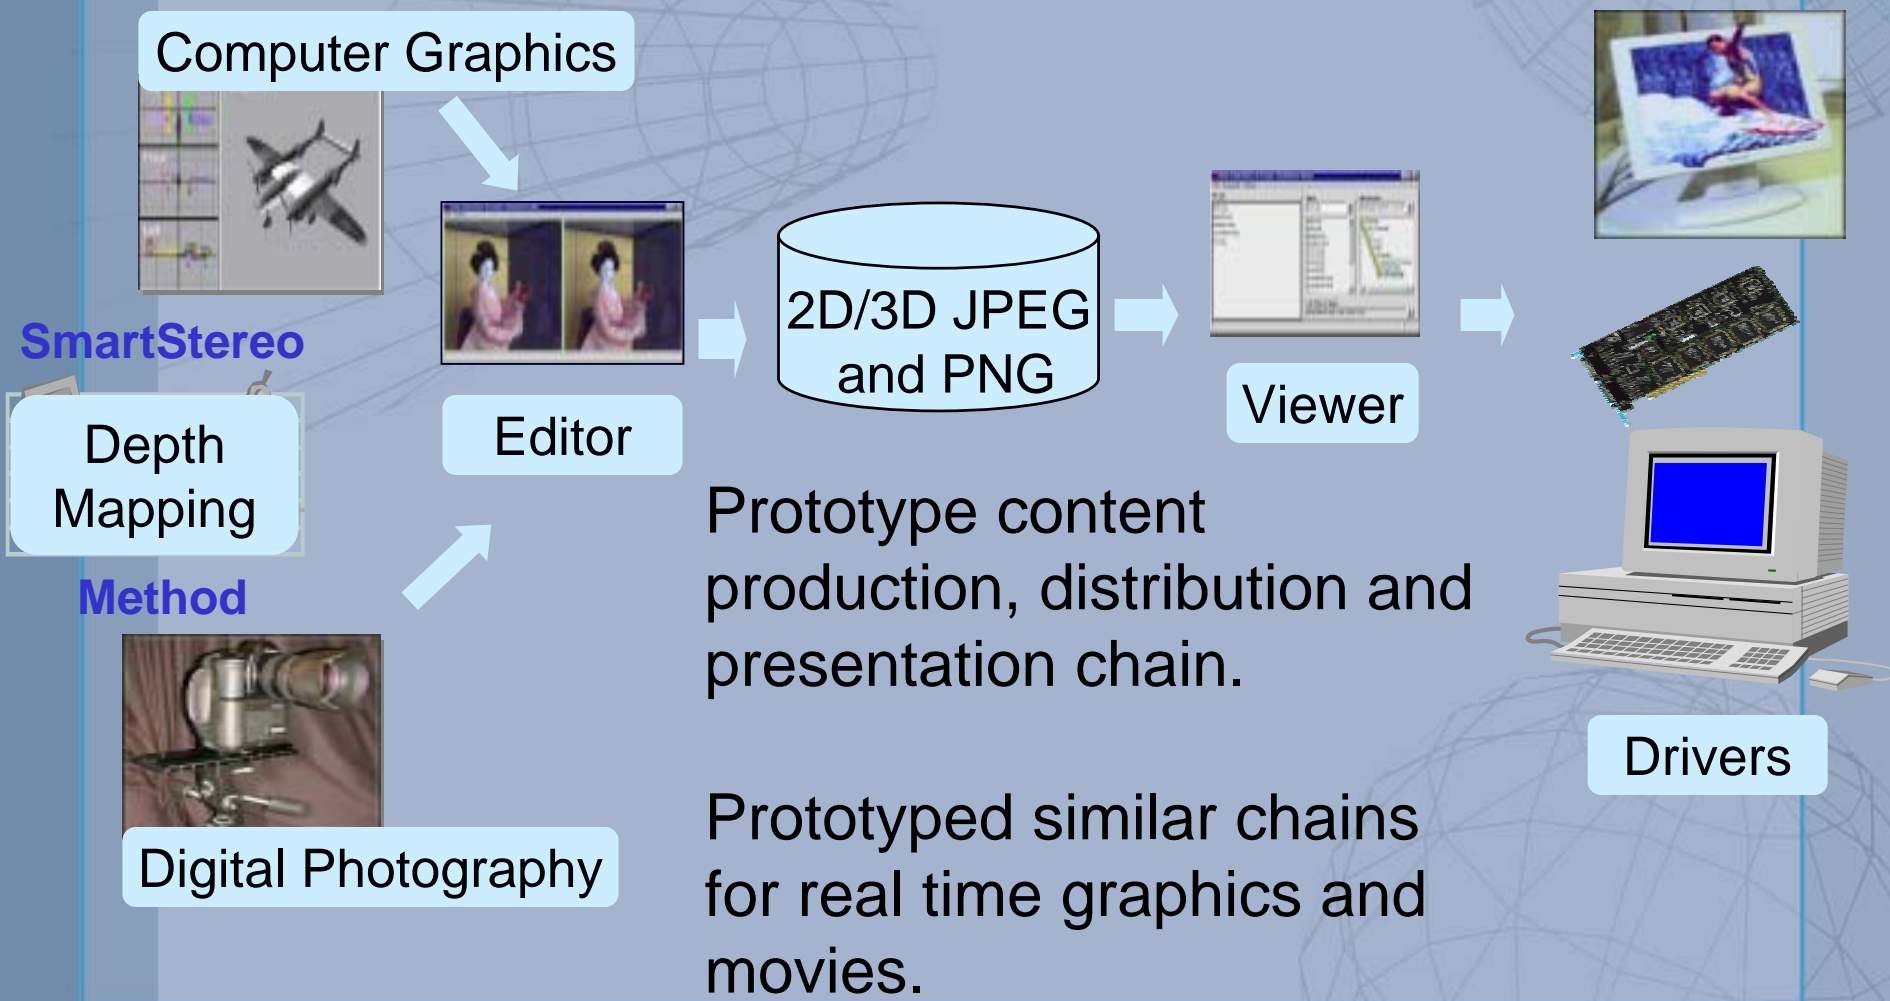 Computer Graphics
SmartStereo
Depth
Mapping
Method
Digital Photography
Editor
2D/3D JPEG
and PNG
Viewer
Drivers
Prototype content
production, distribution and
presentation chain.
Prototyped similar chains
for real time graphics and
movies.